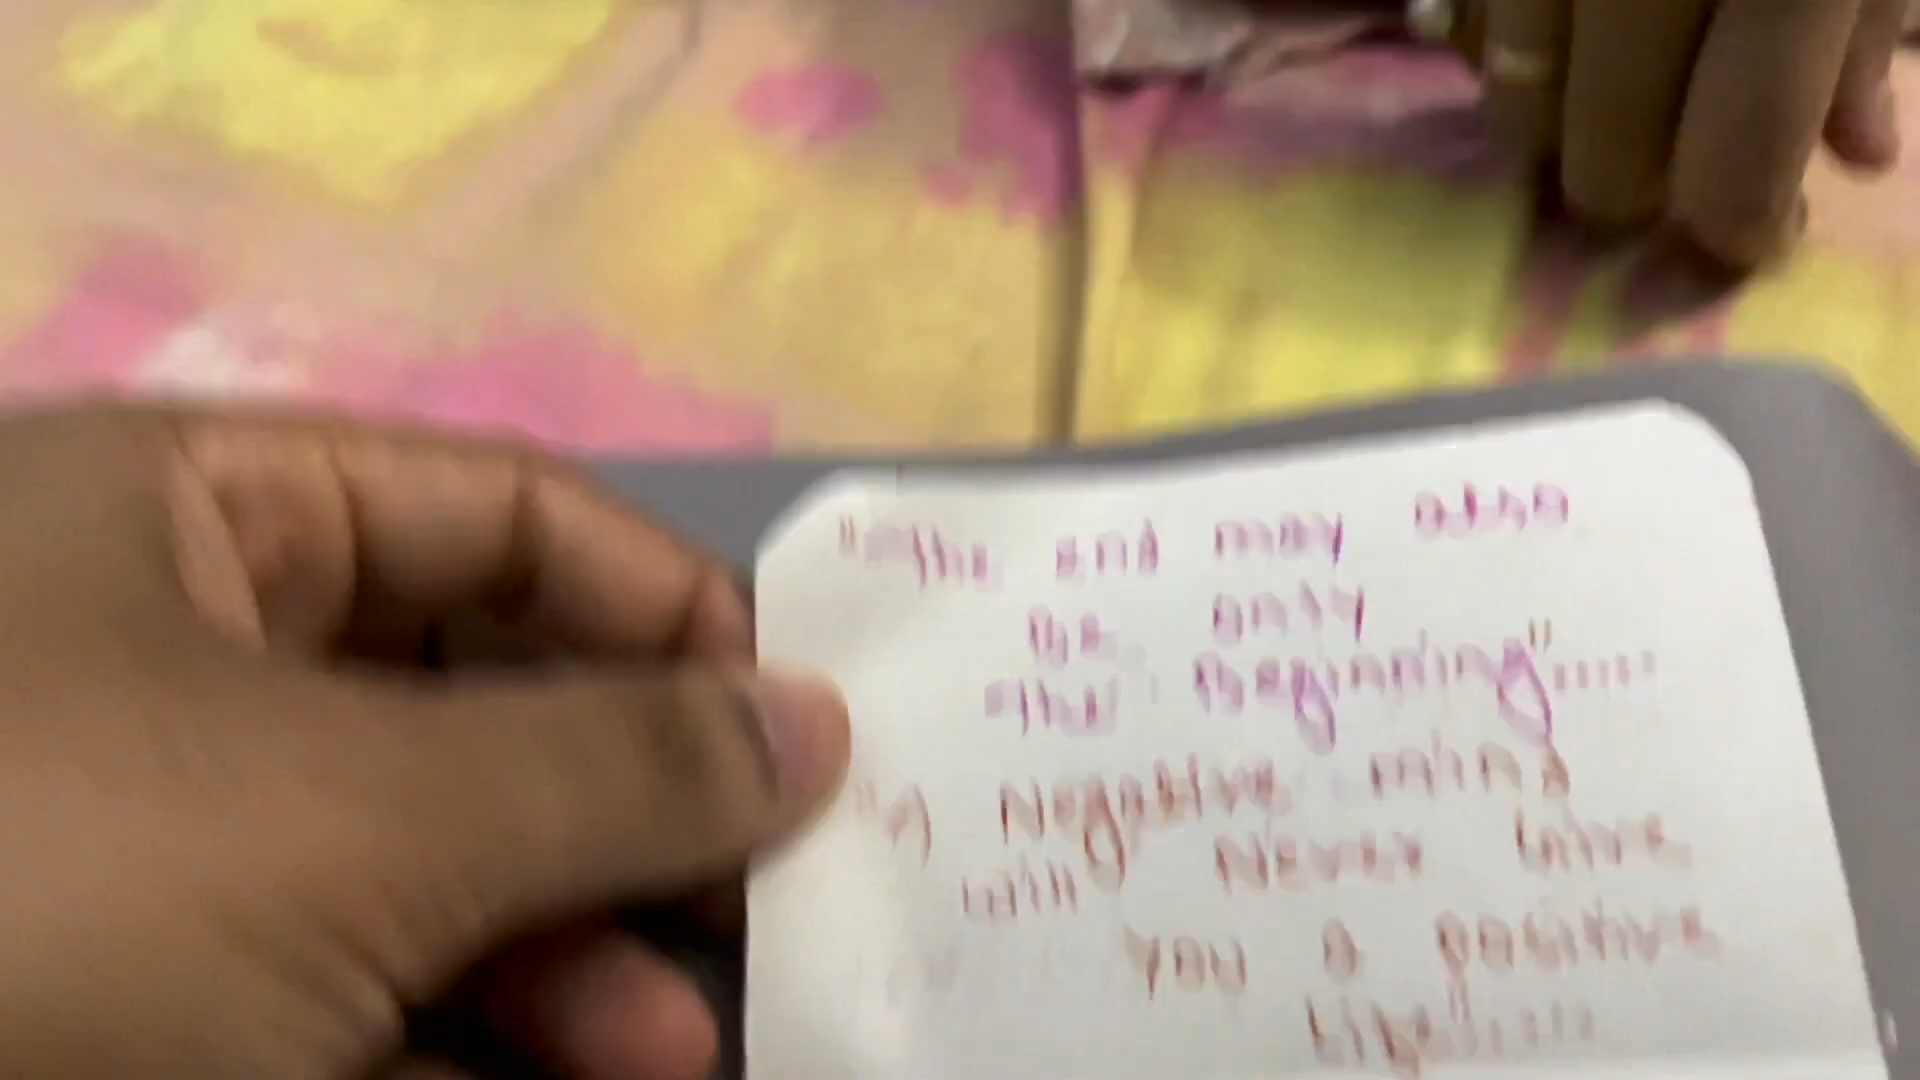 "The end may also
be only
the Beginning".....
"A Negative mind
will Never Give
you a positive
Life".....